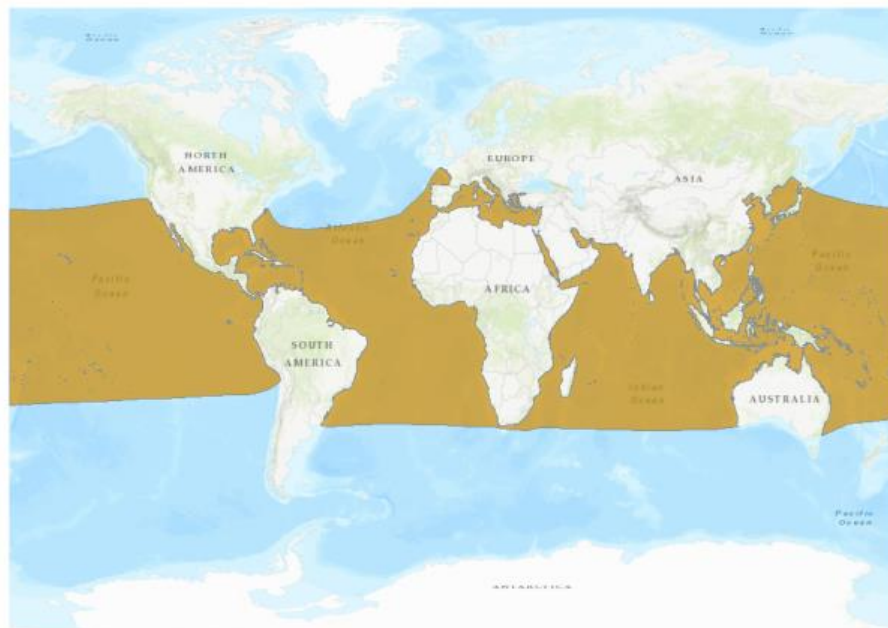 NORTH
AMERICA
EUROPE
ASIA
Atlantic
Ocean
Pacific
Ocean
Pacific
Ocean
AFRICA
SOUTH
AMERICA
Indian
Ocean
AUSTRALIA
Pacific
Ocean
ANTARCTICA